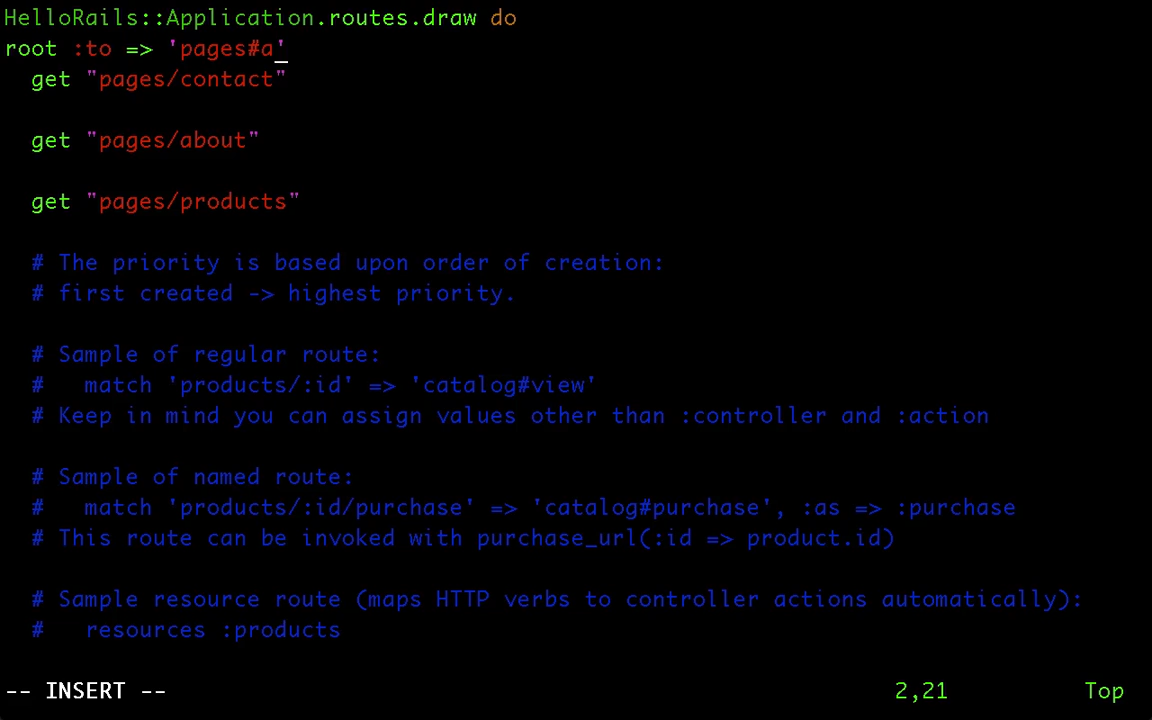 HelloRails::Application.routes.draw do
root :to => 'pages#a'
  get "pages/contact"
  get "pages/about"
  get "pages/products"
  # The priority is based upon order of creation:
  # first created -> highest priority.
  # Sample of regular route:
  #   match 'products/:id' => 'catalog#view'
  # Keep in mind you can assign values other than :controller and :action
  # Sample of named route:
  #   match 'products/:id/purchase' => 'catalog#purchase', :as => :purchase
  # This route can be invoked with purchase_url(:id => product.id)
  # Sample resource route (maps HTTP verbs to controller actions automatically):
  #   resources :products
-- INSERT -- 2,21 Top